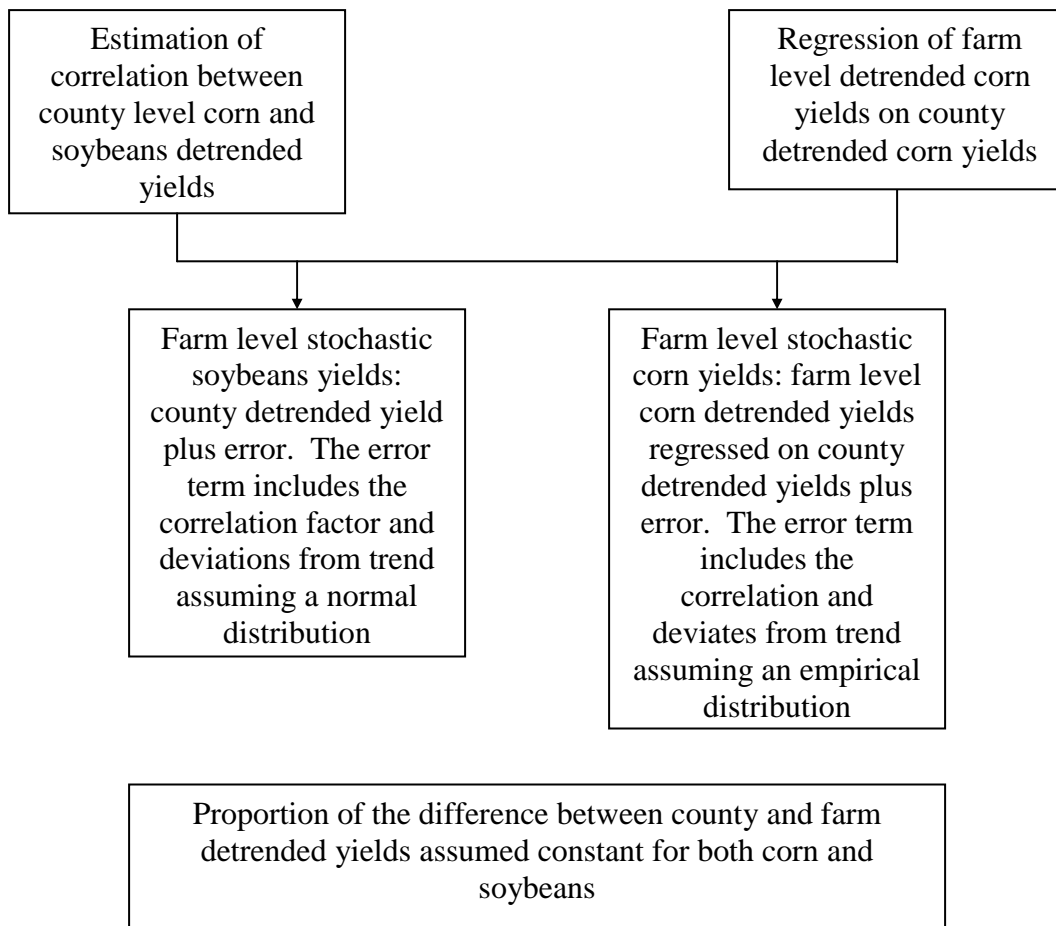 Estimation of
correlation between
county level corn and
soybeans detrended
yields
Regression of farm
level detrended corn
yields on county
detrended corn yields
Farm level stochastic
soybeans yields:
county detrended yield
plus error.  The error
term includes the
correlation factor and
deviations from trend
assuming a normal
distribution
Farm level stochastic
corn yields: farm level
corn detrended yields
regressed on county
detrended yields plus
error.  The error term
includes the
correlation and
deviates from trend
assuming an empirical
distribution
Proportion of the difference between county and farm
detrended yields assumed constant for both corn and
soybeans